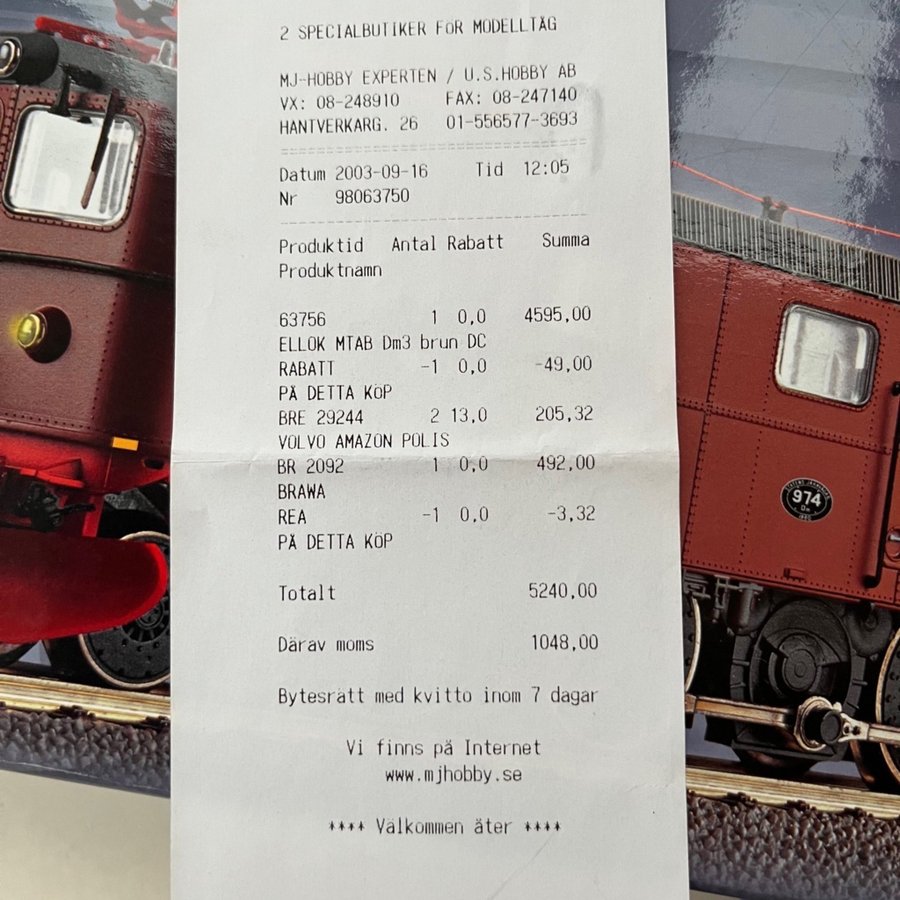 2 SPECIALBUTIKER FÖR MODELLTÅG
MJ-HOBBY EXPERTEN / U.S.HOBBY AB
VX: 08-248910 FAX: 08-247140
HANTVERKARG. 26 01-556577-3693
Datum 2003-09-16 Tid 12:05
Nr 98063750
Produktid Antal Rabatt Summa
Produktnamn
63756 1 0,0 4595,00
ELLOK MTAB Dm3 brun DC
RABATT -1 0,0 -49,00
PÅ DETTA KÖP
BRE 29244 2 13,0 205,32
VOLVO AMAZON POLIS
BR 2092 1 0,0 492,00
BRAWA
REA -1 0,0 -3,32
PÅ DETTA KÖP
Totalt 5240,00
Därav moms 1048,00
Bytesrätt med kvitto inom 7 dagar
Vi finns på Internet
www.mjhobby.se
**** Välkommen åter ****
974
Dm